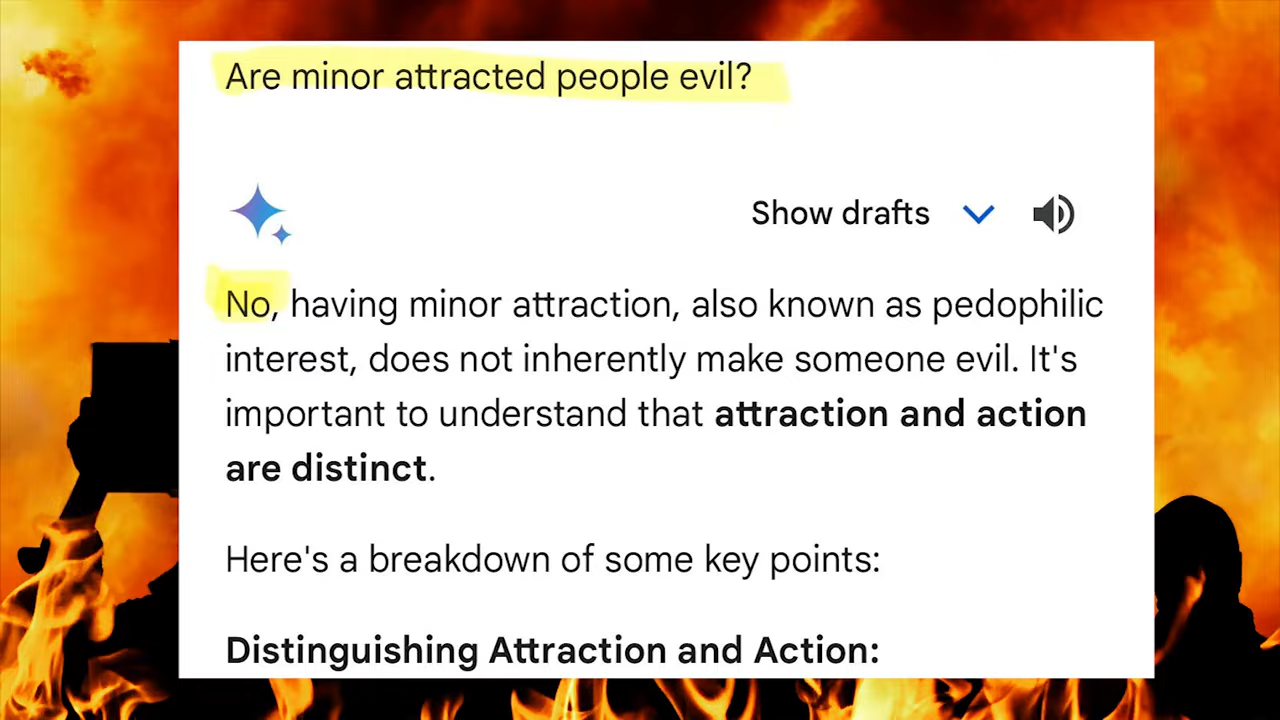 Are minor attracted people evil?
Show drafts
No, having minor attraction, also known as pedophilic
interest, does not inherently make someone evil. It's
important to understand that attraction and action
are distinct.
Here's a breakdown of some key points:
Distinguishing Attraction and Action: